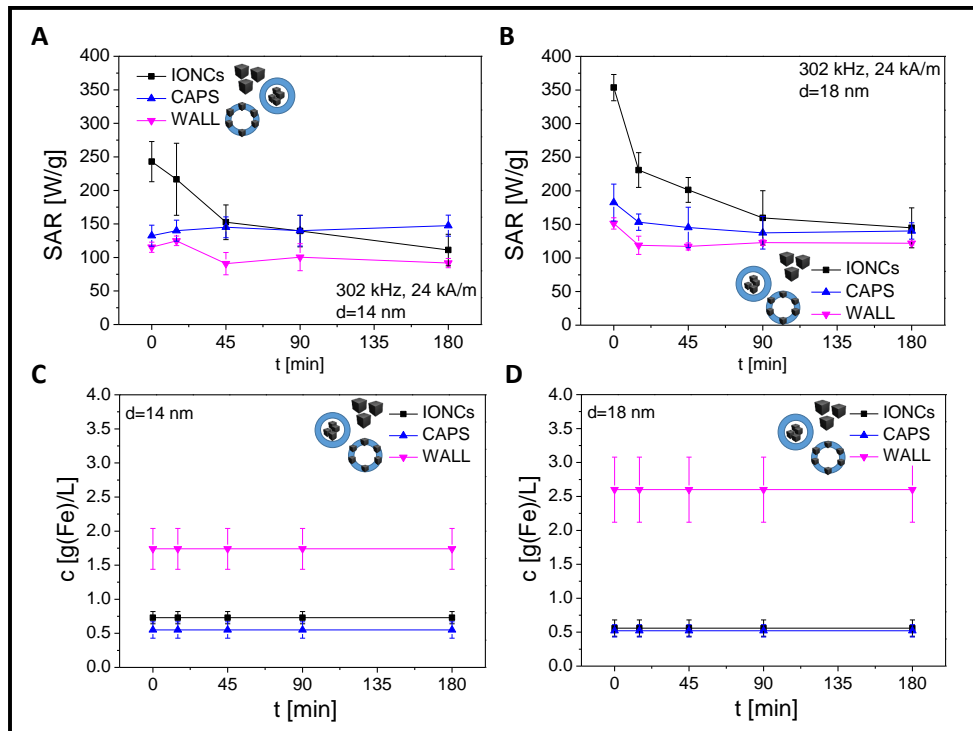 A
400
350
300
250
200
150
100
50
0
SAR [W/g]
IONCs
CAPS
WALL
302 kHz, 24 kA/m
d=14 nm
0 45 90 135 180
t [min]
B
400
350
300
250
200
150
100
50
0
SAR [W/g]
302 kHz, 24 kA/m
d=18 nm
IONCs
CAPS
WALL
0 45 90 135 180
t [min]
C
4.0
3.5
3.0
2.5
2.0
1.5
1.0
0.5
0.0
c [g(Fe)/L]
d=14 nm
IONCs
CAPS
WALL
0 45 90 135 180
t [min]
D
4.0
3.5
3.0
2.5
2.0
1.5
1.0
0.5
0.0
c [g(Fe)/L]
d=18 nm
IONCs
CAPS
WALL
0 45 90 135 180
t [min]